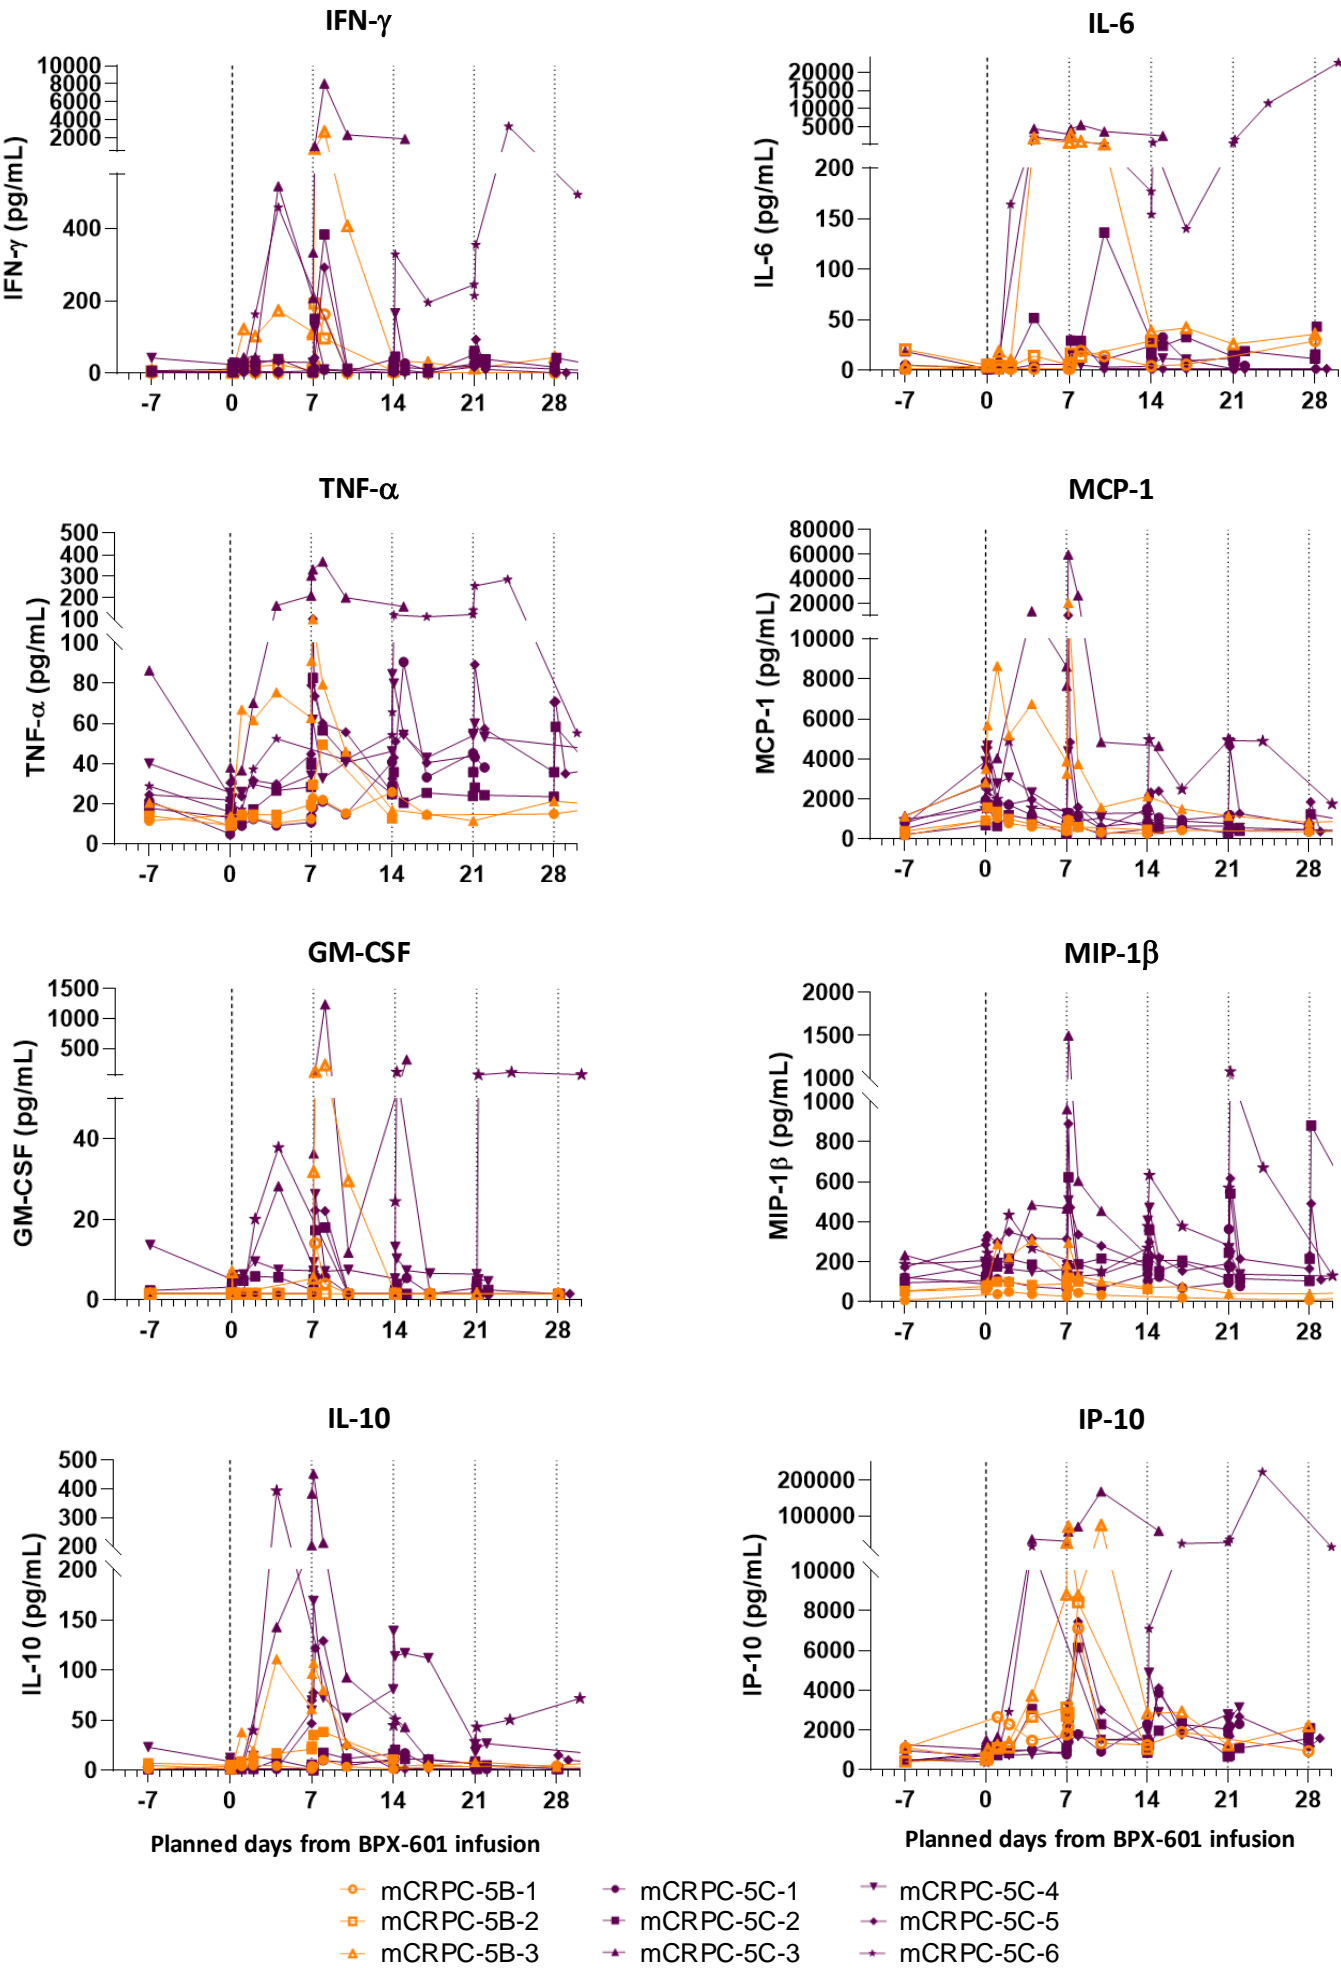 IFN-γ
IFN-γ (pg/mL)
10000
8000
6000
4000
2000
400
200
0
-7 0 7 14 21 28
IL-6
IL-6 (pg/mL)
20000
15000
10000
5000
200
150
100
50
0
-7 0 7 14 21 28
TNF-α
TNF-α (pg/mL)
500
400
300
200
100
100
80
60
40
20
0
-7 0 7 14 21 28
MCP-1
MCP-1 (pg/mL)
80000
60000
40000
20000
10000
8000
6000
4000
2000
0
-7 0 7 14 21 28
GM-CSF
GM-CSF (pg/mL)
1500
1000
500
40
20
0
-7 0 7 14 21 28
MIP-1β
MIP-1β (pg/mL)
2000
1500
1000
1000
800
600
400
200
0
-7 0 7 14 21 28
IL-10
IL-10 (pg/mL)
500
400
300
200
200
150
100
50
0
-7 0 7 14 21 28
Planned days from BPX-601 infusion
IP-10
IP-10 (pg/mL)
200000
100000
10000
8000
6000
4000
2000
0
-7 0 7 14 21 28
Planned days from BPX-601 infusion
mCRPC-5B-1 mCRPC-5C-1 mCRPC-5C-4
mCRPC-5B-2 mCRPC-5C-2 mCRPC-5C-5
mCRPC-5B-3 mCRPC-5C-3 mCRPC-5C-6